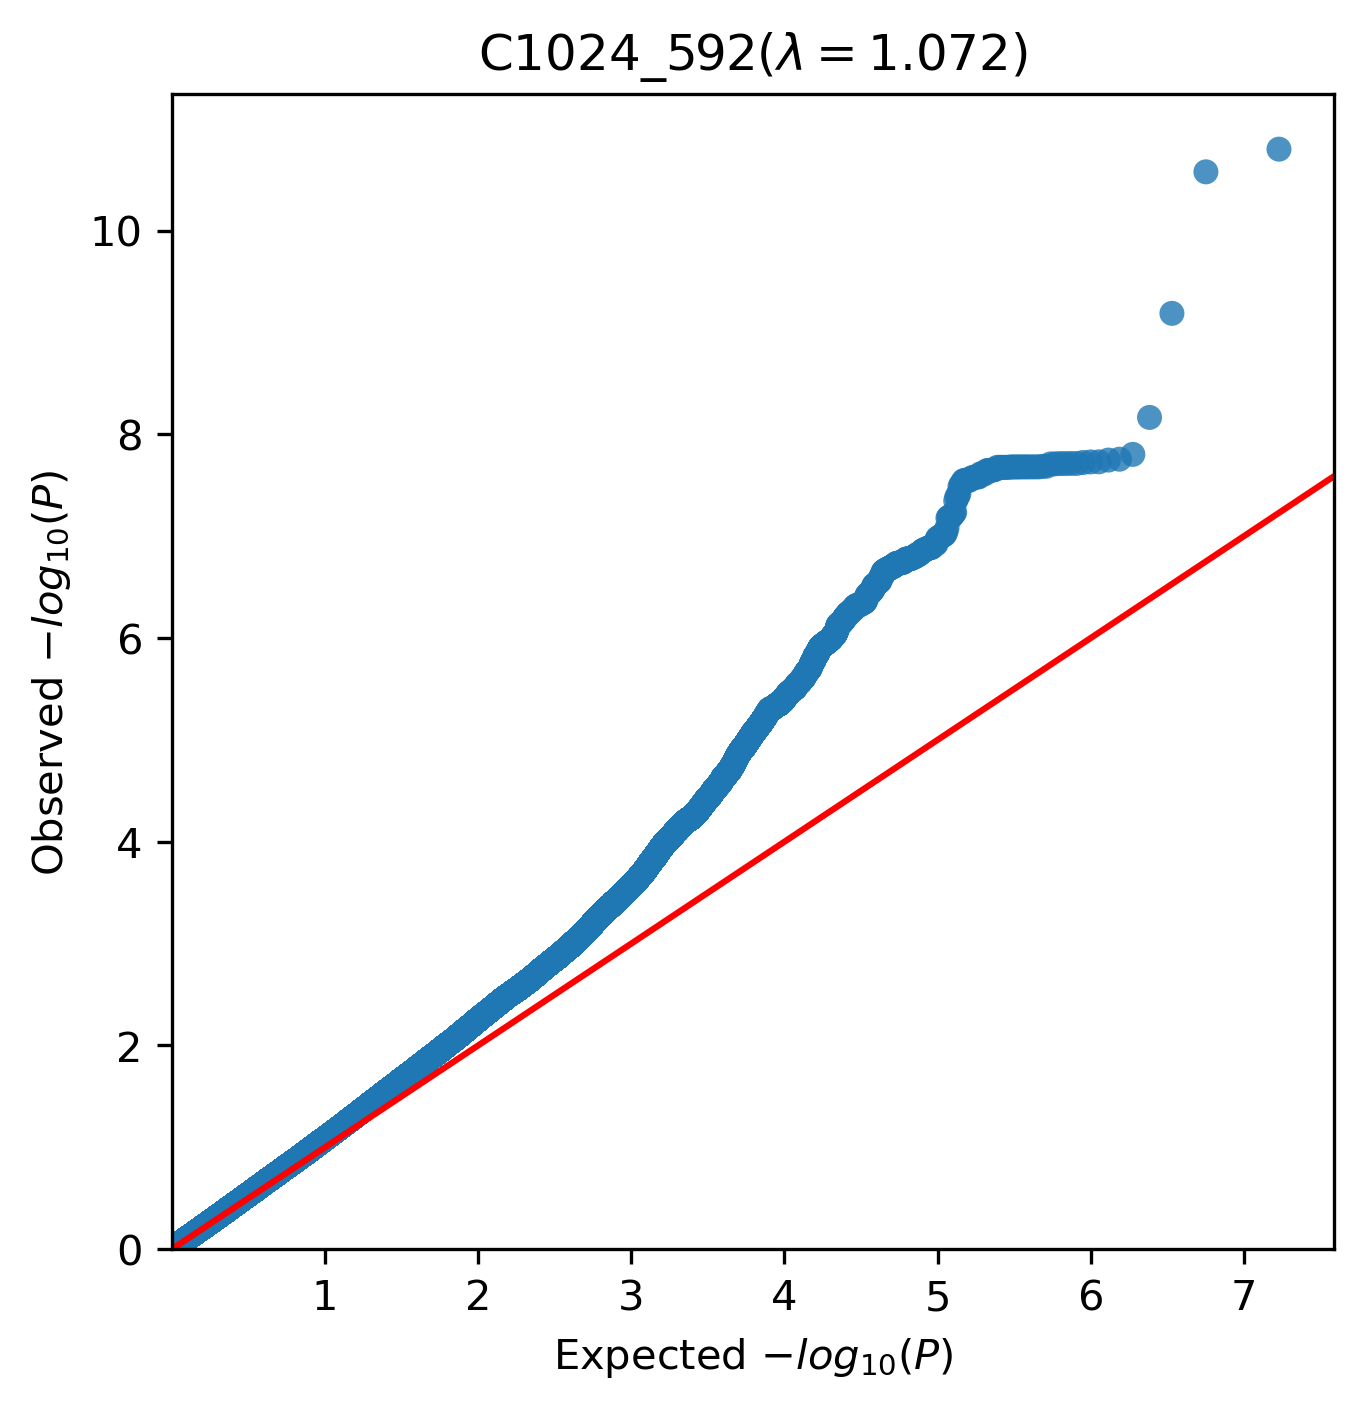 C1024_592(λ = 1.072)
Observed −log10(P)
10
8
6
4
2
0
1 2 3 4 5 6 7
Expected −log10(P)